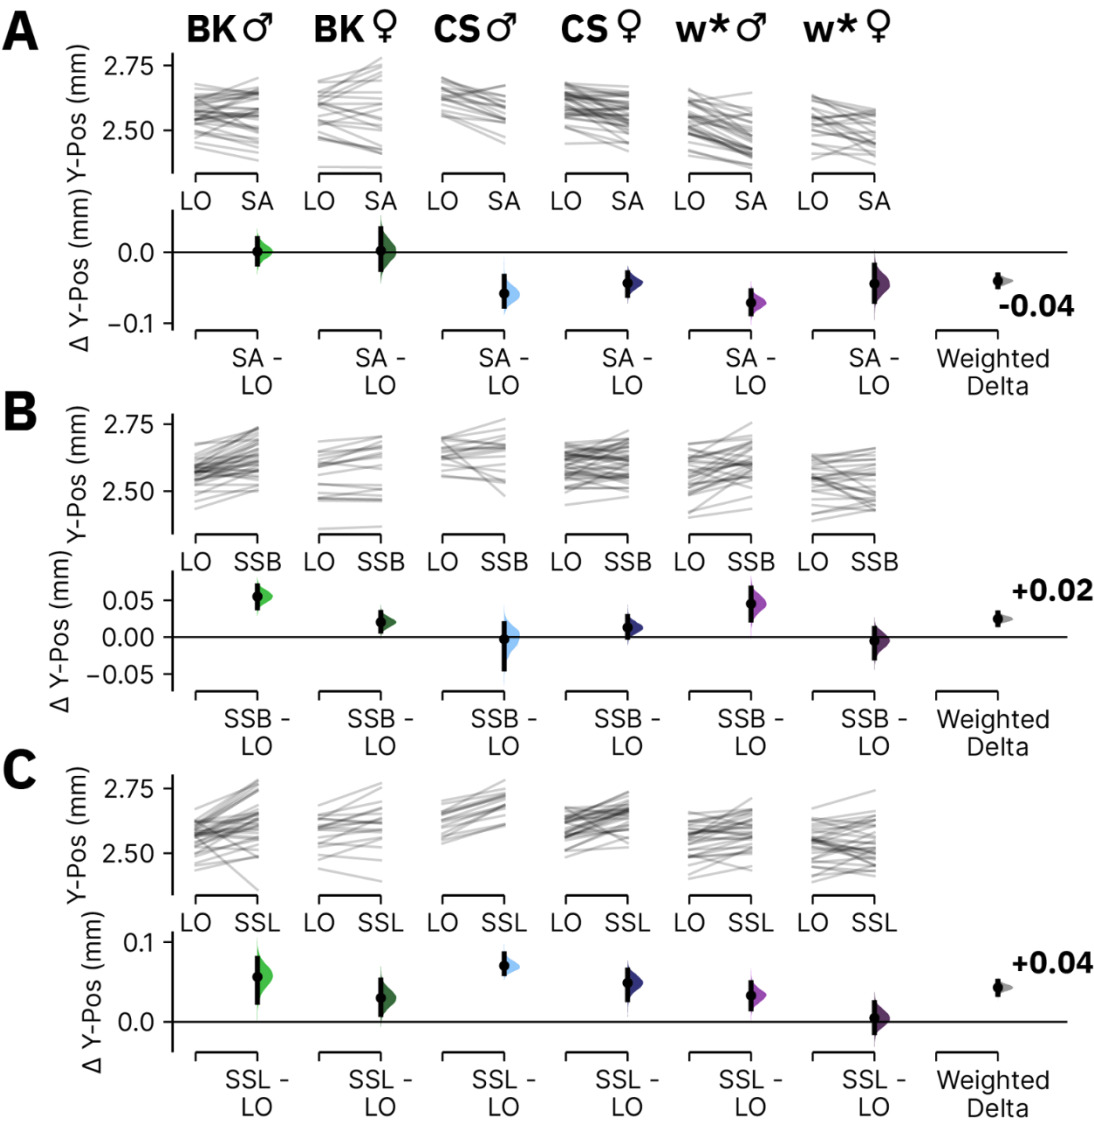 A
BK♂ BK♀ CS♂ CS♀ w*♂ w*♀
Y-Pos (mm)
2.75
2.50
LO SA LO SA LO SA LO SA LO SA LO SA
Δ Y-Pos (mm)
0.0
−0.1
-0.04
SA - SA - SA - SA - SA - SA - Weighted
LO LO LO LO LO LO Delta
B
Y-Pos (mm)
2.75
2.50
LO SSB LO SSB LO SSB LO SSB LO SSB LO SSB
Δ Y-Pos (mm)
0.05
0.00
−0.05
+0.02
SSB - SSB - SSB - SSB - SSB - SSB - Weighted
LO LO LO LO LO LO Delta
C
Y-Pos (mm)
2.75
2.50
LO SSL LO SSL LO SSL LO SSL LO SSL LO SSL
Δ Y-Pos (mm)
0.1
0.0
+0.04
SSL - SSL - SSL - SSL - SSL - SSL - Weighted
LO LO LO LO LO LO Delta